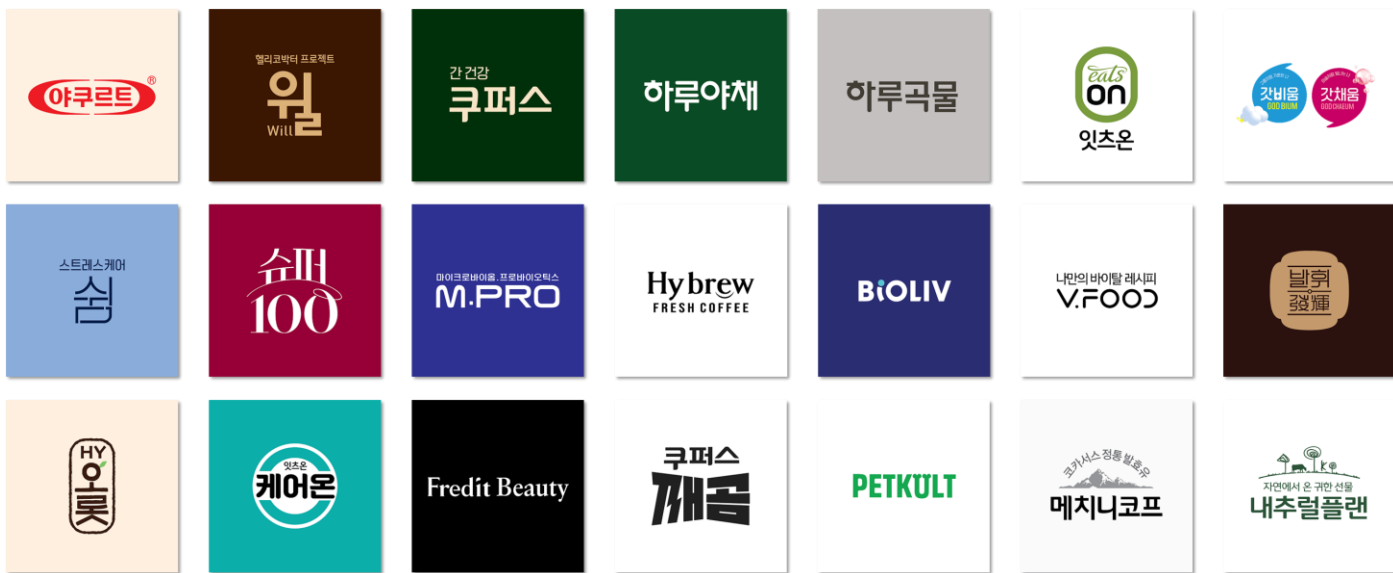 야쿠르트®
헬리코박터 프로젝트
윌
Will
간 건강
쿠퍼스
하루야채
하루곡물
eats
on
잇츠온
갓비움
GOD BIUM
갓채움
GOD CHAEUM
스트레스케어
쉼
슈퍼
100
마이크로바이옴.프로바이오틱스
M.PRO
Hy brew
FRESH COFFEE
BiOLIV
나만의 바이탈 레시피
V.FOOD
발휘
發輝
HY
오롯
잇츠온
케어온
Fredit Beauty
쿠퍼스
깨곰
PETKULT
코카서스 정통 발효유
메치니코프
자연에서 온 귀한 선물
내추럴플랜